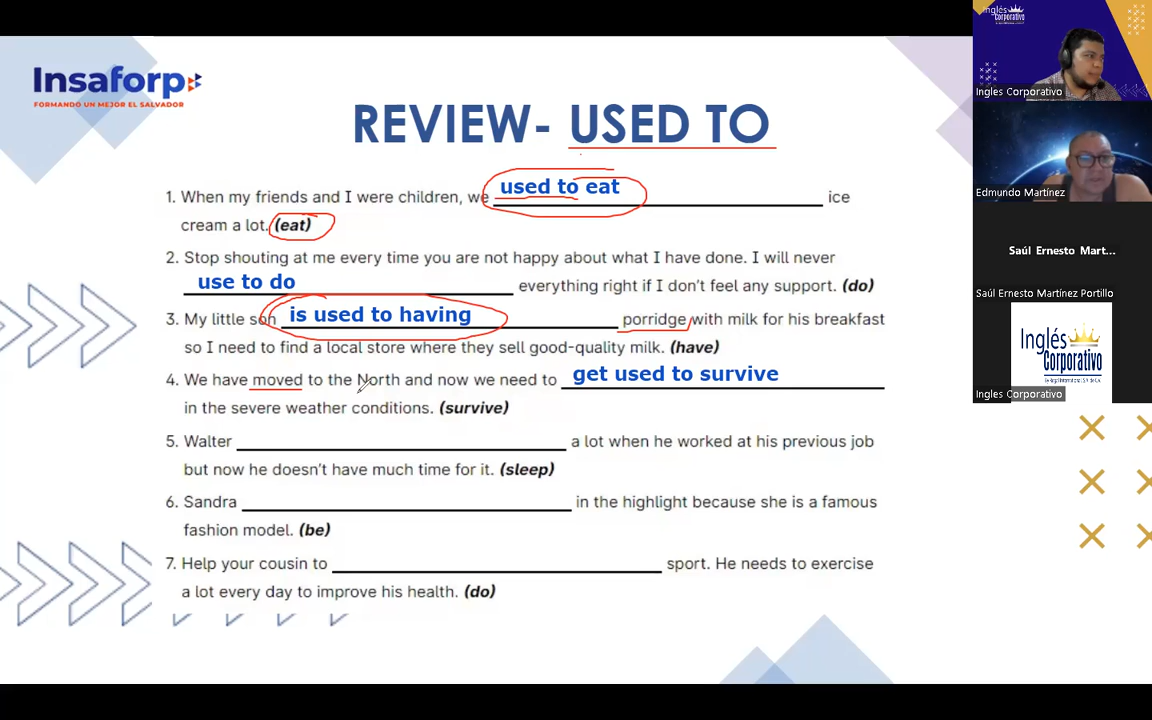 Insaforp
FORMANDO UN MEJOR EL SALVADOR
REVIEW- USED TO
1. When my friends and I were children, we used to eat ice
cream a lot. (eat)
2. Stop shouting at me every time you are not happy about what I have done. I will never
use to do everything right if I don't feel any support. (do)
3. My little son is used to having porridge with milk for his breakfast
so I need to find a local store where they sell good-quality milk. (have)
4. We have moved to the North and now we need to get used to survive
in the severe weather conditions. (survive)
5. Walter a lot when he worked at his previous job
but now he doesn't have much time for it. (sleep)
6. Sandra in the highlight because she is a famous
fashion model. (be)
7. Help your cousin to sport. He needs to exercise
a lot every day to improve his health. (do)
Inglés
Corporativo
Ingles Corporativo
Edmundo Martínez
Saúl Ernesto Mart...
Saúl Ernesto Martínez Portillo
Inglés
Corporativo
Ingles Corporativo